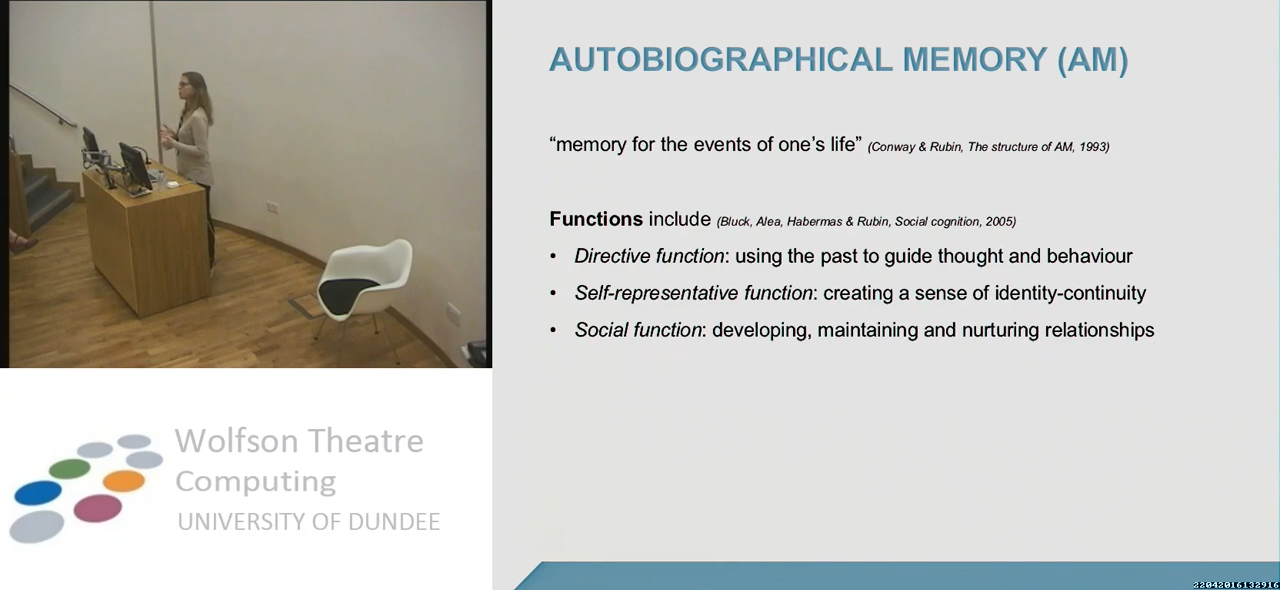 AUTOBIOGRAPHICAL MEMORY (AM)
“memory for the events of one’s life” (Conway & Rubin, The structure of AM, 1993)
Functions include (Bluck, Alea, Habermas & Rubin, Social cognition, 2005)
• Directive function: using the past to guide thought and behaviour
• Self-representative function: creating a sense of identity-continuity
• Social function: developing, maintaining and nurturing relationships
Wolfson Theatre
Computing
UNIVERSITY OF DUNDEE
22042016132916